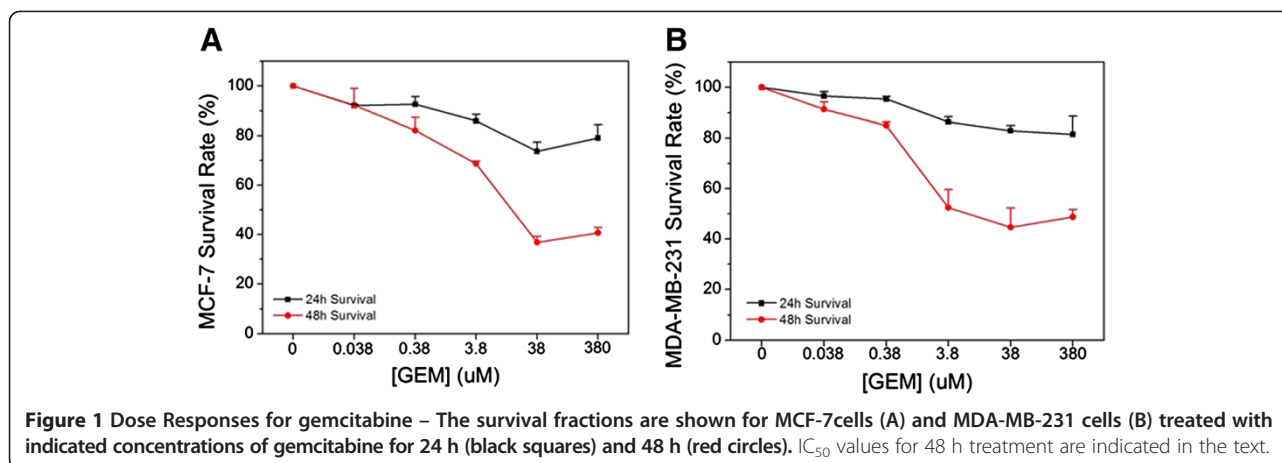 A
MCF-7 Survival Rate (%)
100
80
60
40
20
0
24h Survival
48h Survival
0 0.038 0.38 3.8 38 380
[GEM] (uM)
B
MDA-MB-231 Survival Rate (%)
100
80
60
40
20
0
24h Survival
48h Survival
0 0.038 0.38 3.8 38 380
[GEM] (uM)
Figure 1 Dose Responses for gemcitabine – The survival fractions are shown for MCF-7cells (A) and MDA-MB-231 cells (B) treated with
indicated concentrations of gemcitabine for 24 h (black squares) and 48 h (red circles). IC50 values for 48 h treatment are indicated in the text.